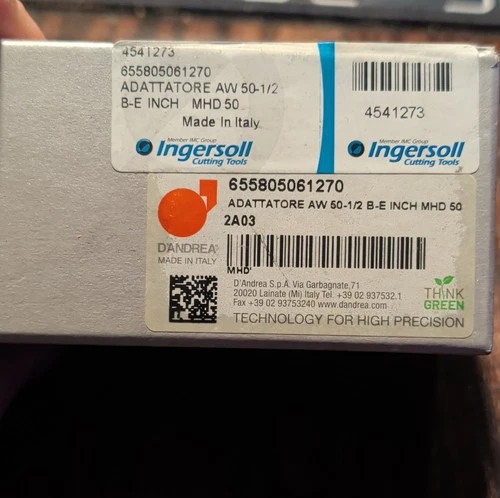 4541273
655805061270
ADATTATORE AW 50-1/2
B-E INCH MHD 50
Made In Italy
Member IMC Group
Ingersoll
Cutting Tools
4541273
Member IMC Group
Ingersoll
Cutting Tools
655805061270
ADATTATORE AW 50-1/2 B-E INCH MHD 50
2A03
D'ANDREA®
MADE IN ITALY
MHD'
D'Andrea S.p.A. Via Garbagnate,71
20020 Lainate (Mi) Italy Tel. +39 02 937532.1
Fax +39 02 93753240 www.dandrea.com
THINK
GREEN
TECHNOLOGY FOR HIGH PRECISION